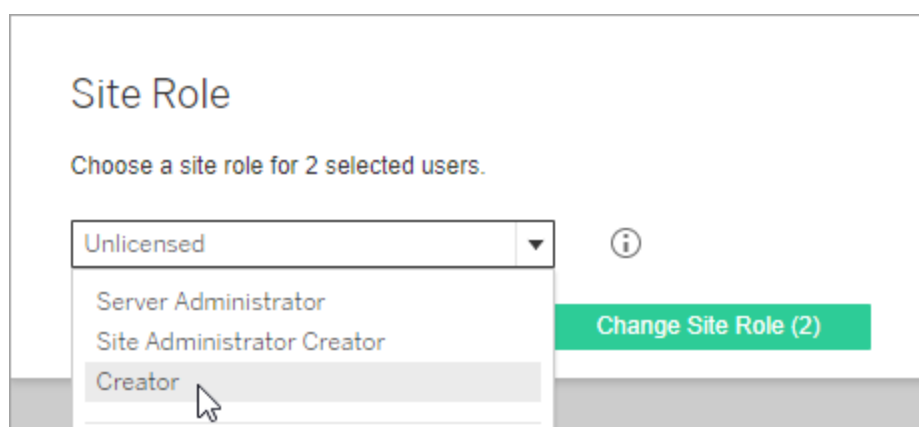 Site Role
Choose a site role for 2 selected users.
Unlicensed
Server Administrator
Site Administrator Creator
Change Site Role (2)
Creator